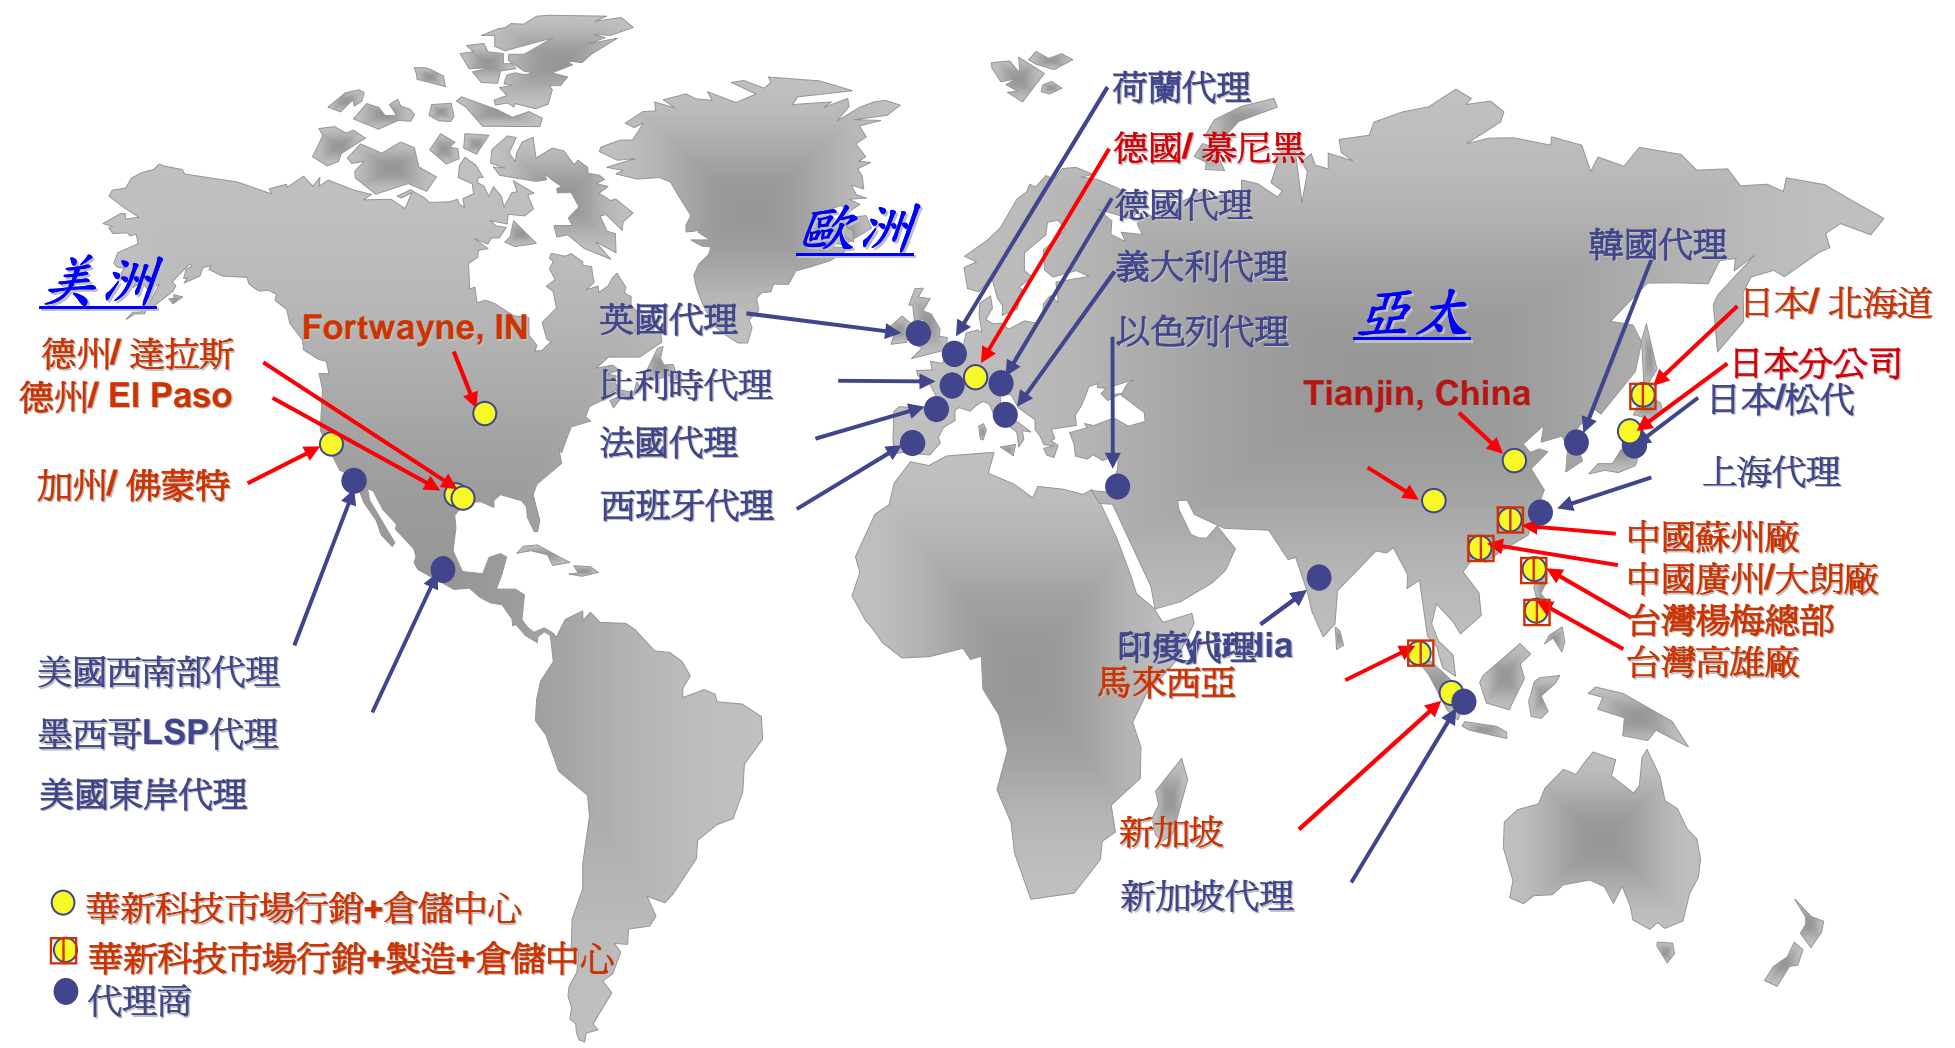 美洲
Fortwayne, IN
德州/ 達拉斯
德州/ El Paso
加州/ 佛蒙特
美國西南部代理
墨西哥LSP代理
美國東岸代理
歐洲
英國代理
比利時代理
法國代理
西班牙代理
荷蘭代理
德國/ 慕尼黑
德國代理
義大利代理
以色列代理
亞太
韓國代理
日本/ 北海道
日本分公司
日本/松代
Tianjin, China
上海代理
中國蘇州廠
中國廣州/大朗廠
台灣楊梅總部
台灣高雄廠
印度代理
馬來西亞
新加坡
新加坡代理
華新科技市場行銷+倉儲中心
華新科技市場行銷+製造+倉儲中心
代理商